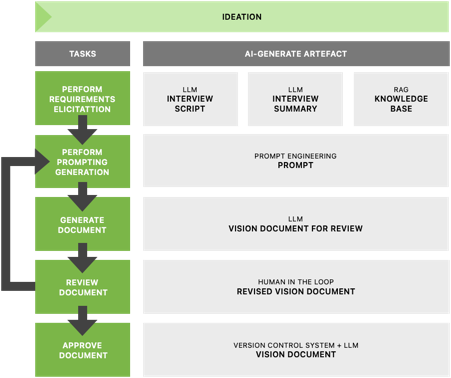 IDEATION
TASKS
AI-GENERATE ARTEFACT
PERFORM
REQUIREMENTS
ELICITATTION
LLM
INTERVIEW
SCRIPT
LLM
INTERVIEW
SUMMARY
RAG
KNOWLEDGE
BASE
PERFORM
PROMPTING
GENERATION
PROMPT ENGINEERING
PROMPT
GENERATE
DOCUMENT
LLM
VISION DOCUMENT FOR REVIEW
REVIEW
DOCUMENT
HUMAN IN THE LOOP
REVISED VISION DOCUMENT
APPROVE
DOCUMENT
VERSION CONTROL SYSTEM + LLM
VISION DOCUMENT